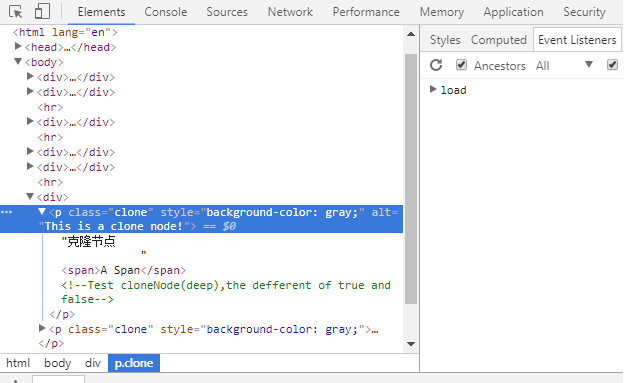 Elements Console Sources Network Performance Memory Application Security
<html lang="en">
<head>…</head>
<body>
<div>…</div>
<div>…</div>
<hr>
<div>…</div>
<hr>
<div>…</div>
<div>…</div>
<hr>
<div>
<p class="clone" style="background-color: gray;" alt=
"This is a clone node!"> == $0
"克隆节点
"
<span>A Span</span>
<!--Test cloneNode(deep),the defferent of true and
false-->
</p>
<p class="clone" style="background-color: gray;">…
</p>
html body div p.clone
Styles Computed Event Listeners
Ancestors All
load